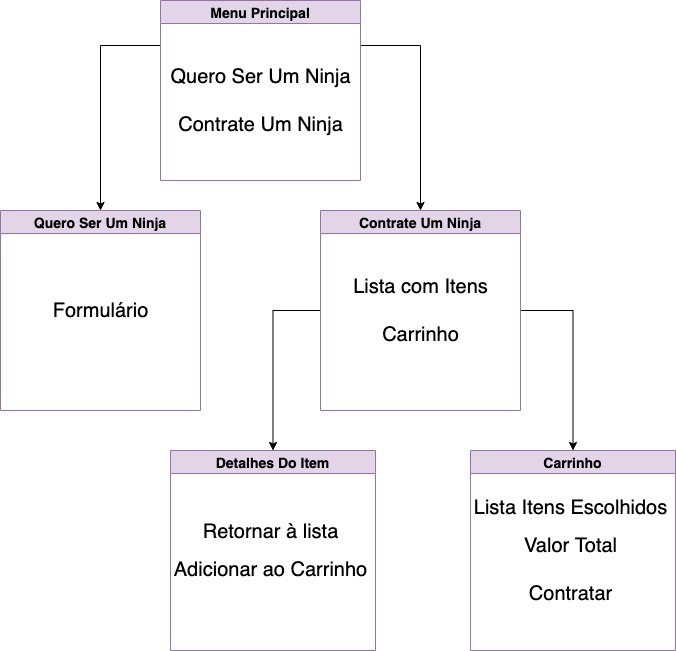 Menu Principal
Quero Ser Um Ninja
Contrate Um Ninja
Quero Ser Um Ninja
Formulário
Contrate Um Ninja
Lista com Itens
Carrinho
Detalhes Do Item
Retornar à lista
Adicionar ao Carrinho
Carrinho
Lista Itens Escolhidos
Valor Total
Contratar